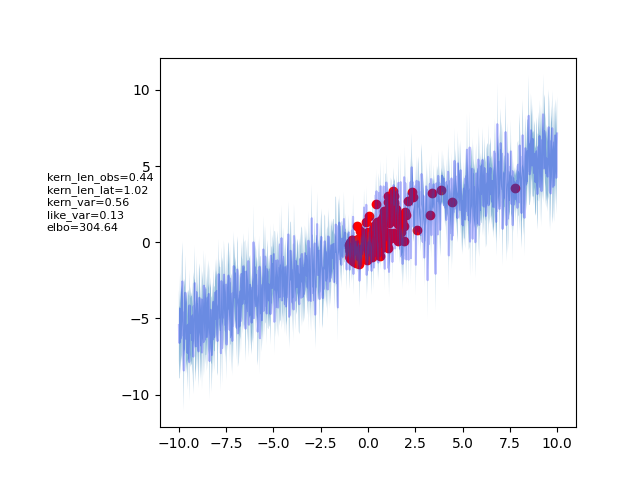 10
5
0
−5
−10
kern_len_obs=0.44
kern_len_lat=1.02
kern_var=0.56
like_var=0.13
elbo=304.64
−10.0 −7.5 −5.0 −2.5 0.0 2.5 5.0 7.5 10.0